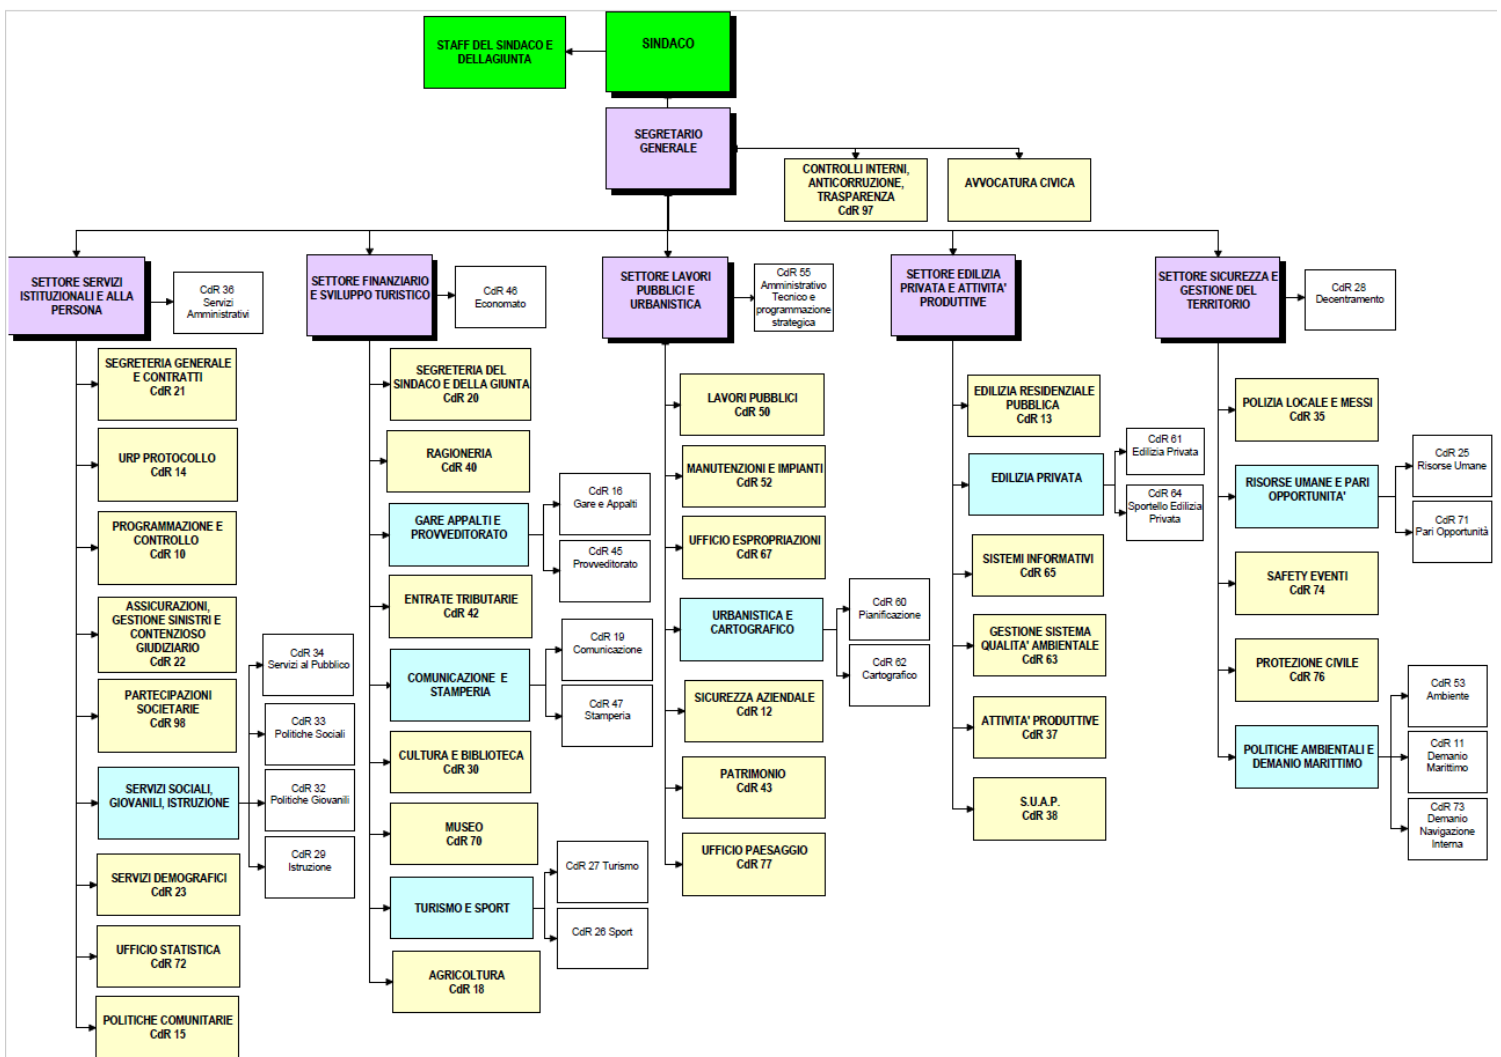 STAFF DEL SINDACO E
DELLAGIUNTA
SINDACO
SEGRETARIO
GENERALE
CONTROLLI INTERNI,
ANTICORRUZIONE,
TRASPARENZA
CdR 97
AVVOCATURA CIVICA
SETTORE SERVIZI
ISTITUZIONALI E ALLA
PERSONA
CdR 36
Servizi
Amministrativi
SEGRETERIA GENERALE
E CONTRATTI
CdR 21
URP PROTOCOLLO
CdR 14
PROGRAMMAZIONE E
CONTROLLO
CdR 10
ASSICURAZIONI,
GESTIONE SINISTRI E
CONTENZIOSO
GIUDIZIARIO
CdR 22
PARTECIPAZIONI
SOCIETARIE
CdR 98
SERVIZI SOCIALI,
GIOVANILI, ISTRUZIONE
CdR 34
Servizi al Pubblico
CdR 33
Politiche Sociali
CdR 32
Politiche Giovanili
CdR 29
Istruzione
SERVIZI DEMOGRAFICI
CdR 23
UFFICIO STATISTICA
CdR 72
POLITICHE COMUNITARIE
CdR 15
SETTORE FINANZIARIO
E SVILUPPO TURISTICO
CdR 46
Economato
SEGRETERIA DEL
SINDACO E DELLA GIUNTA
CdR 20
RAGIONERIA
CdR 40
GARE APPALTI E
PROVVEDITORATO
CdR 16
Gare e Appalti
CdR 45
Provveditorato
ENTRATE TRIBUTARIE
CdR 42
COMUNICAZIONE E
STAMPERIA
CdR 19
Comunicazione
CdR 47
Stamperia
CULTURA E BIBLIOTECA
CdR 30
MUSEO
CdR 70
TURISMO E SPORT
CdR 27 Turismo
CdR 26 Sport
AGRICOLTURA
CdR 18
SETTORE LAVORI
PUBBLICI E
URBANISTICA
CdR 55
Amministrativo
Tecnico e
programmazione
strategica
LAVORI PUBBLICI
CdR 50
MANUTENZIONI E IMPIANTI
CdR 52
UFFICIO ESPROPRIAZIONI
CdR 67
URBANISTICA E
CARTOGRAFICO
CdR 60
Pianificazione
CdR 62
Cartografico
SICUREZZA AZIENDALE
CdR 12
PATRIMONIO
CdR 43
UFFICIO PAESAGGIO
CdR 77
SETTORE EDILIZIA
PRIVATA E ATTIVITA'
PRODUTTIVE
EDILIZIA RESIDENZIALE
PUBBLICA
CdR 13
EDILIZIA PRIVATA
CdR 61
Edilizia Privata
CdR 64
Sportello Edilizia
Privata
SISTEMI INFORMATIVI
CdR 65
GESTIONE SISTEMA
QUALITA' AMBIENTALE
CdR 63
ATTIVITA' PRODUTTIVE
CdR 37
S.U.A.P.
CdR 38
SETTORE SICUREZZA E
GESTIONE DEL
TERRITORIO
CdR 28
Decentramento
POLIZIA LOCALE E MESSI
CdR 35
RISORSE UMANE E PARI
OPPORTUNITA'
CdR 25
Risorse Umane
CdR 71
Pari Opportunità
SAFETY EVENTI
CdR 74
PROTEZIONE CIVILE
CdR 76
POLITICHE AMBIENTALI E
DEMANIO MARITTIMO
CdR 53
Ambiente
CdR 11
Demanio
Marittimo
CdR 73
Demanio
Navigazione
Interna